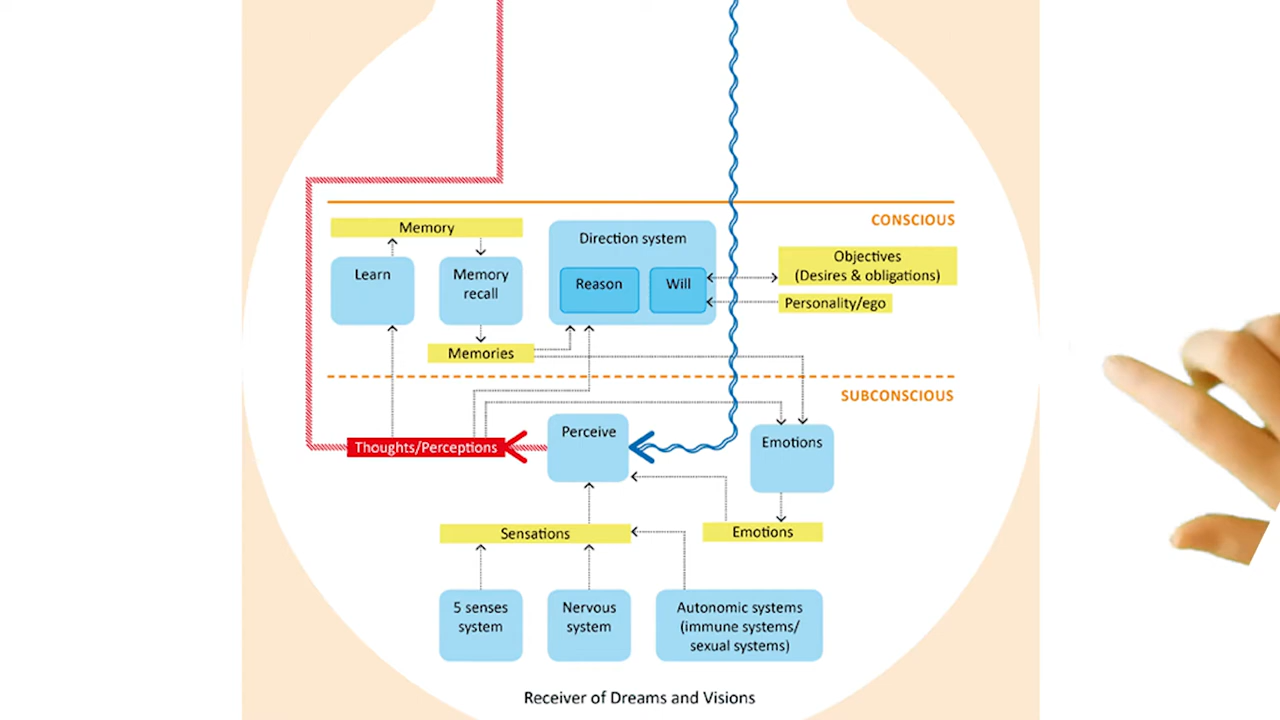 CONSCIOUS
Memory
Direction system
Learn
Memory
recall
Reason
Will
Objectives
(Desires & obligations)
Personality/ego
Memories
SUBCONSCIOUS
Thoughts/Perceptions
Perceive
Emotions
Sensations
Emotions
5 senses
system
Nervous
system
Autonomic systems
(immune systems/
sexual systems)
Receiver of Dreams and Visions